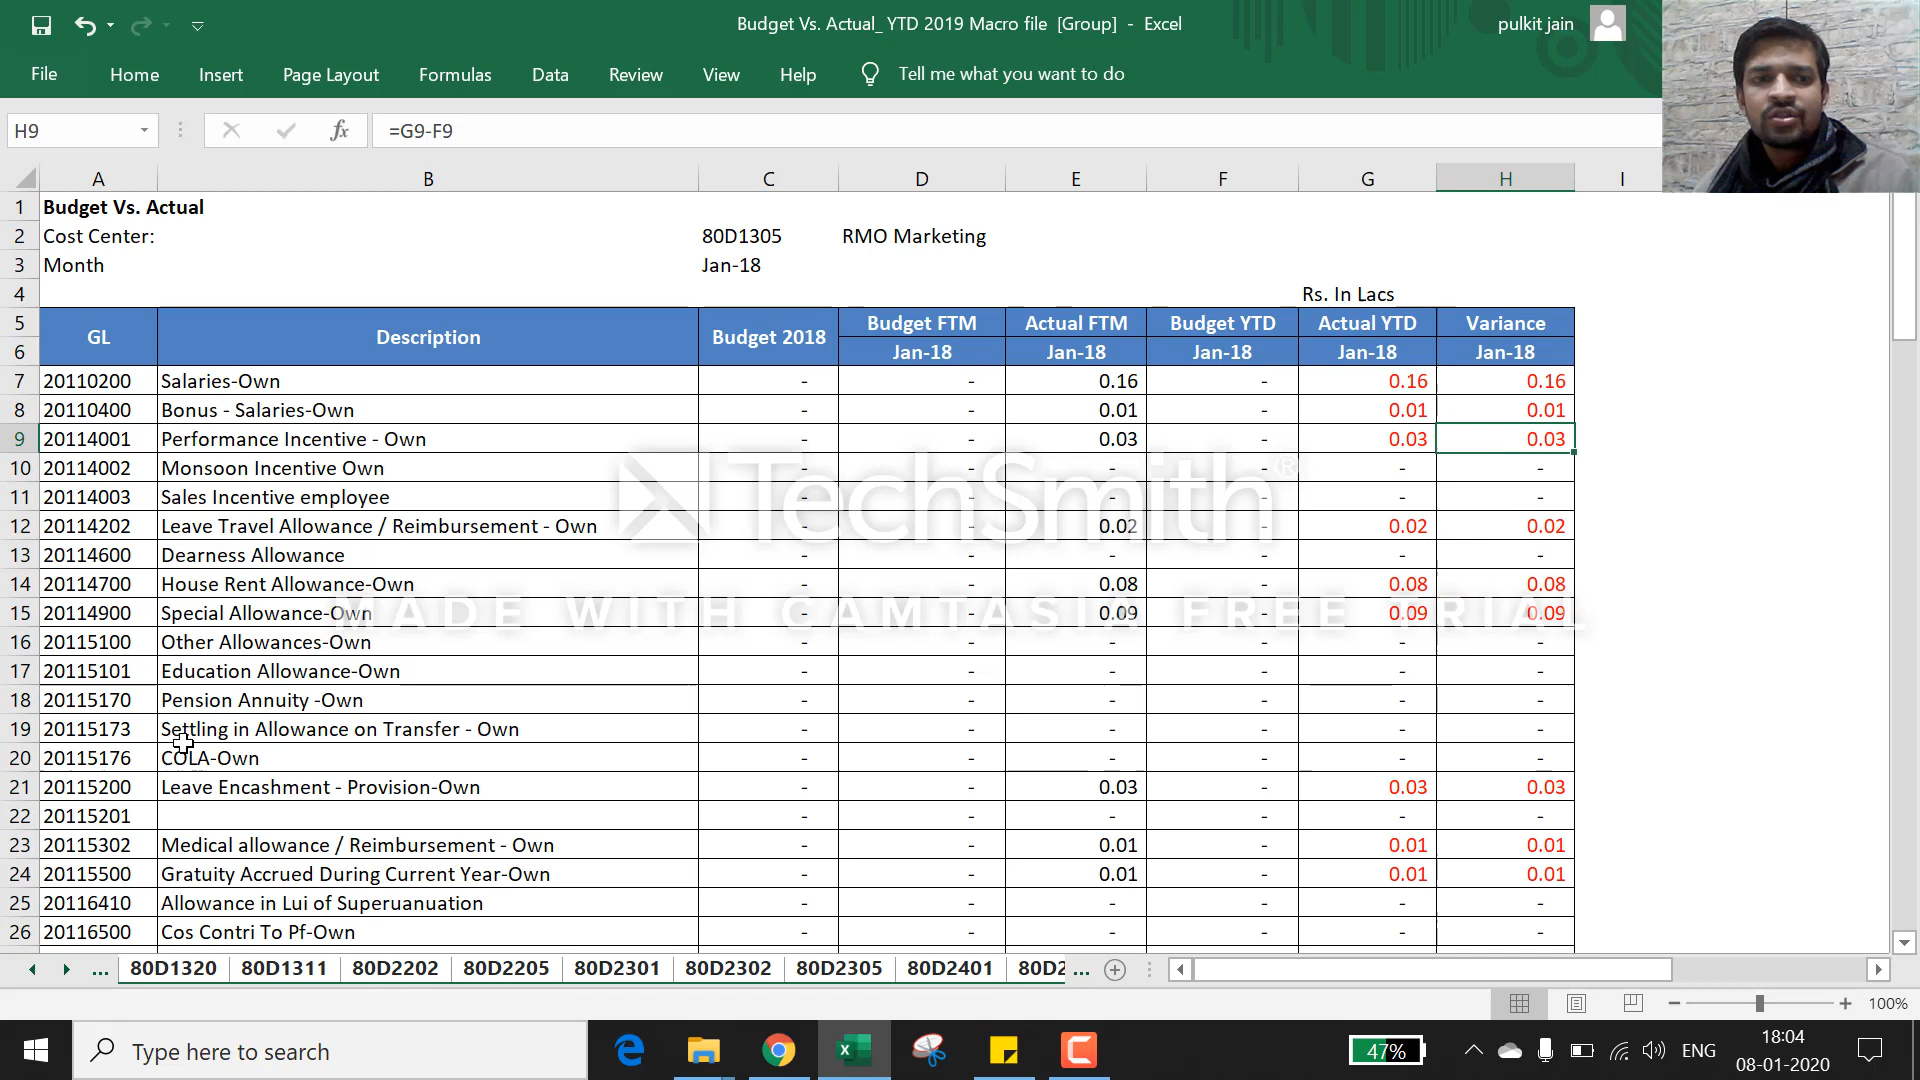 Budget Vs. Actual_ YTD 2019 Macro file [Group] - Excel
pulkit jain
File Home Insert Page Layout Formulas Data Review View Help Tell me what you want to do
H9 fx =G9-F9
A B C D E F G H I
1 Budget Vs. Actual
2 Cost Center: 80D1305 RMO Marketing
3 Month Jan-18
4 Rs. In Lacs
5 GL Description Budget 2018 Budget FTM Actual FTM Budget YTD Actual YTD Variance
6 Jan-18 Jan-18 Jan-18 Jan-18 Jan-18
7 20110200 Salaries-Own - - 0.16 - 0.16 0.16
8 20110400 Bonus - Salaries-Own - - 0.01 - 0.01 0.01
9 20114001 Performance Incentive - Own - - 0.03 - 0.03 0.03
10 20114002 Monsoon Incentive Own - - - - - -
11 20114003 Sales Incentive employee - - - - - -
TechSmith®
12 20114202 Leave Travel Allowance / Reimbursement - Own - - 0.02 - 0.02 0.02
13 20114600 Dearness Allowance - - - - - -
14 20114700 House Rent Allowance-Own - - 0.08 - 0.08 0.08
15 20114900 Special Allowance-Own - - 0.09 - 0.09 0.09
MADE WITH CAMTASIA FREE TRIAL
16 20115100 Other Allowances-Own - - - - - -
17 20115101 Education Allowance-Own - - - - - -
18 20115170 Pension Annuity -Own - - - - - -
19 20115173 Settling in Allowance on Transfer - Own - - - - - -
20 20115176 COLA-Own - - - - - -
21 20115200 Leave Encashment - Provision-Own - - 0.03 - 0.03 0.03
22 20115201 - - - - - -
23 20115302 Medical allowance / Reimbursement - Own - - 0.01 - 0.01 0.01
24 20115500 Gratuity Accrued During Current Year-Own - - 0.01 - 0.01 0.01
25 20116410 Allowance in Lui of Superuanuation - - - - - -
26 20116500 Cos Contri To Pf-Own - - - - - -
... 80D1320 80D1311 80D2202 80D2205 80D2301 80D2302 80D2305 80D2401 80D2 ...
100%
Type here to search
47% ENG 18:04
08-01-2020